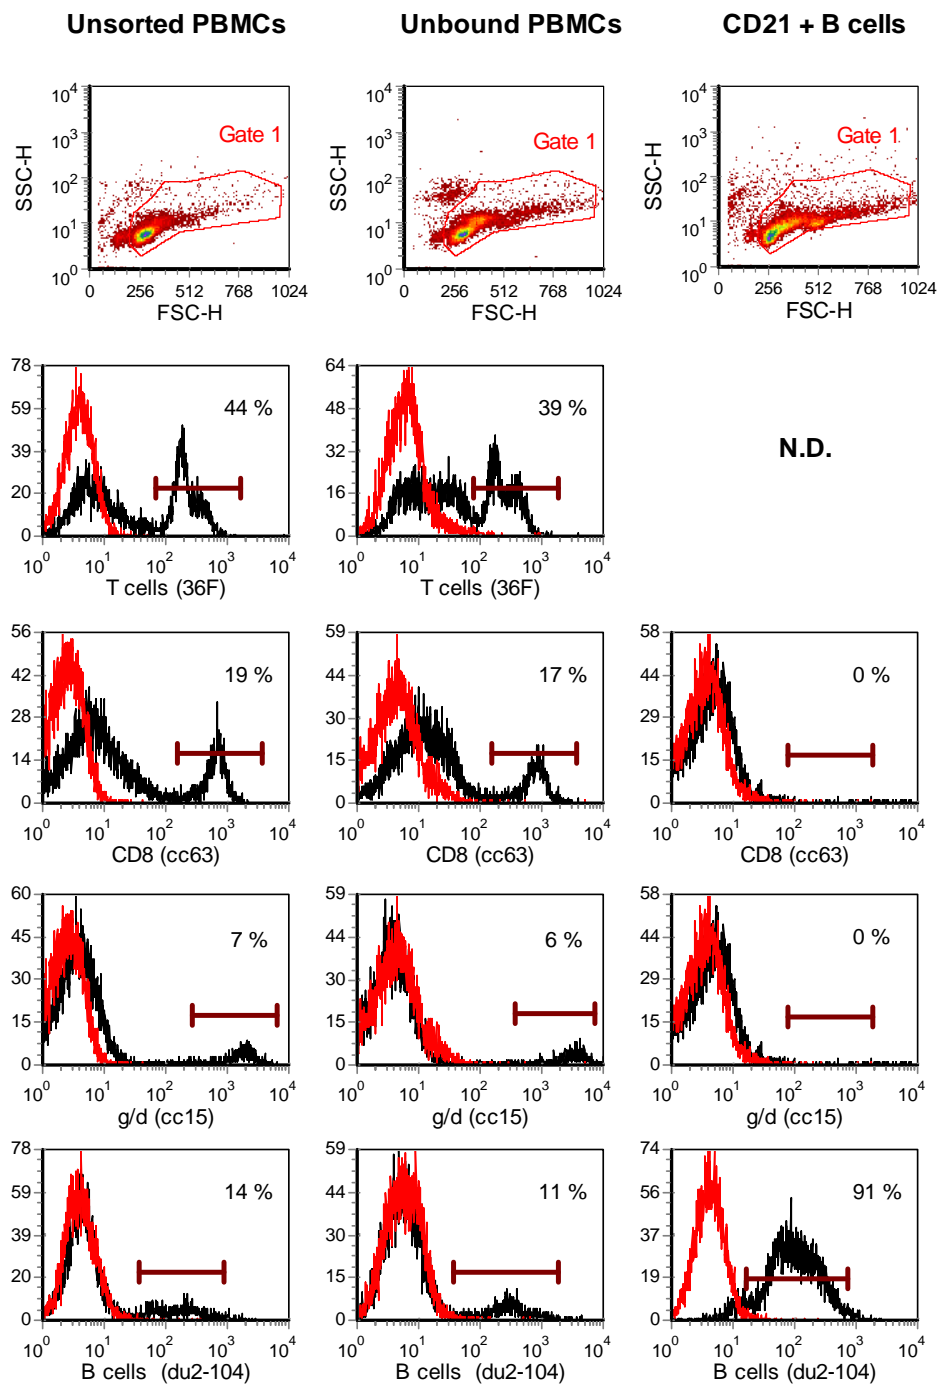 Unsorted PBMCs Unbound PBMCs CD21 + B cells
10^4 10^4 10^4
Gate 1 Gate 1 Gate 1
10^3 10^3 10^3
SSC-H SSC-H SSC-H
10^2 10^2 10^2
10^1 10^1 10^1
10^0 10^0 10^0
0 256 512 768 1024 0 256 512 768 1024 0 256 512 768 1024
FSC-H FSC-H FSC-H
78 64
59 44 % 48 39 %
N.D.
39 32
20 16
0 0
10^0 10^1 10^2 10^3 10^4 10^0 10^1 10^2 10^3 10^4
T cells (36F) T cells (36F)
56 59 58
42 19 % 44 17 % 44 0 %
28 30 29
14 15 15
0 0 0
10^0 10^1 10^2 10^3 10^4 10^0 10^1 10^2 10^3 10^4 10^0 10^1 10^2 10^3 10^4
CD8 (cc63) CD8 (cc63) CD8 (cc63)
60 59 58
45 7 % 44 6 % 44 0 %
30 30 29
15 15 15
0 0 0
10^0 10^1 10^2 10^3 10^4 10^0 10^1 10^2 10^3 10^4 10^0 10^1 10^2 10^3 10^4
g/d (cc15) g/d (cc15) g/d (cc15)
78 59 74
59 14 % 44 11 % 56 91 %
39 30 37
20 15 19
0 0 0
10^0 10^1 10^2 10^3 10^4 10^0 10^1 10^2 10^3 10^4 10^0 10^1 10^2 10^3 10^4
B cells (du2-104) B cells (du2-104) B cells (du2-104)